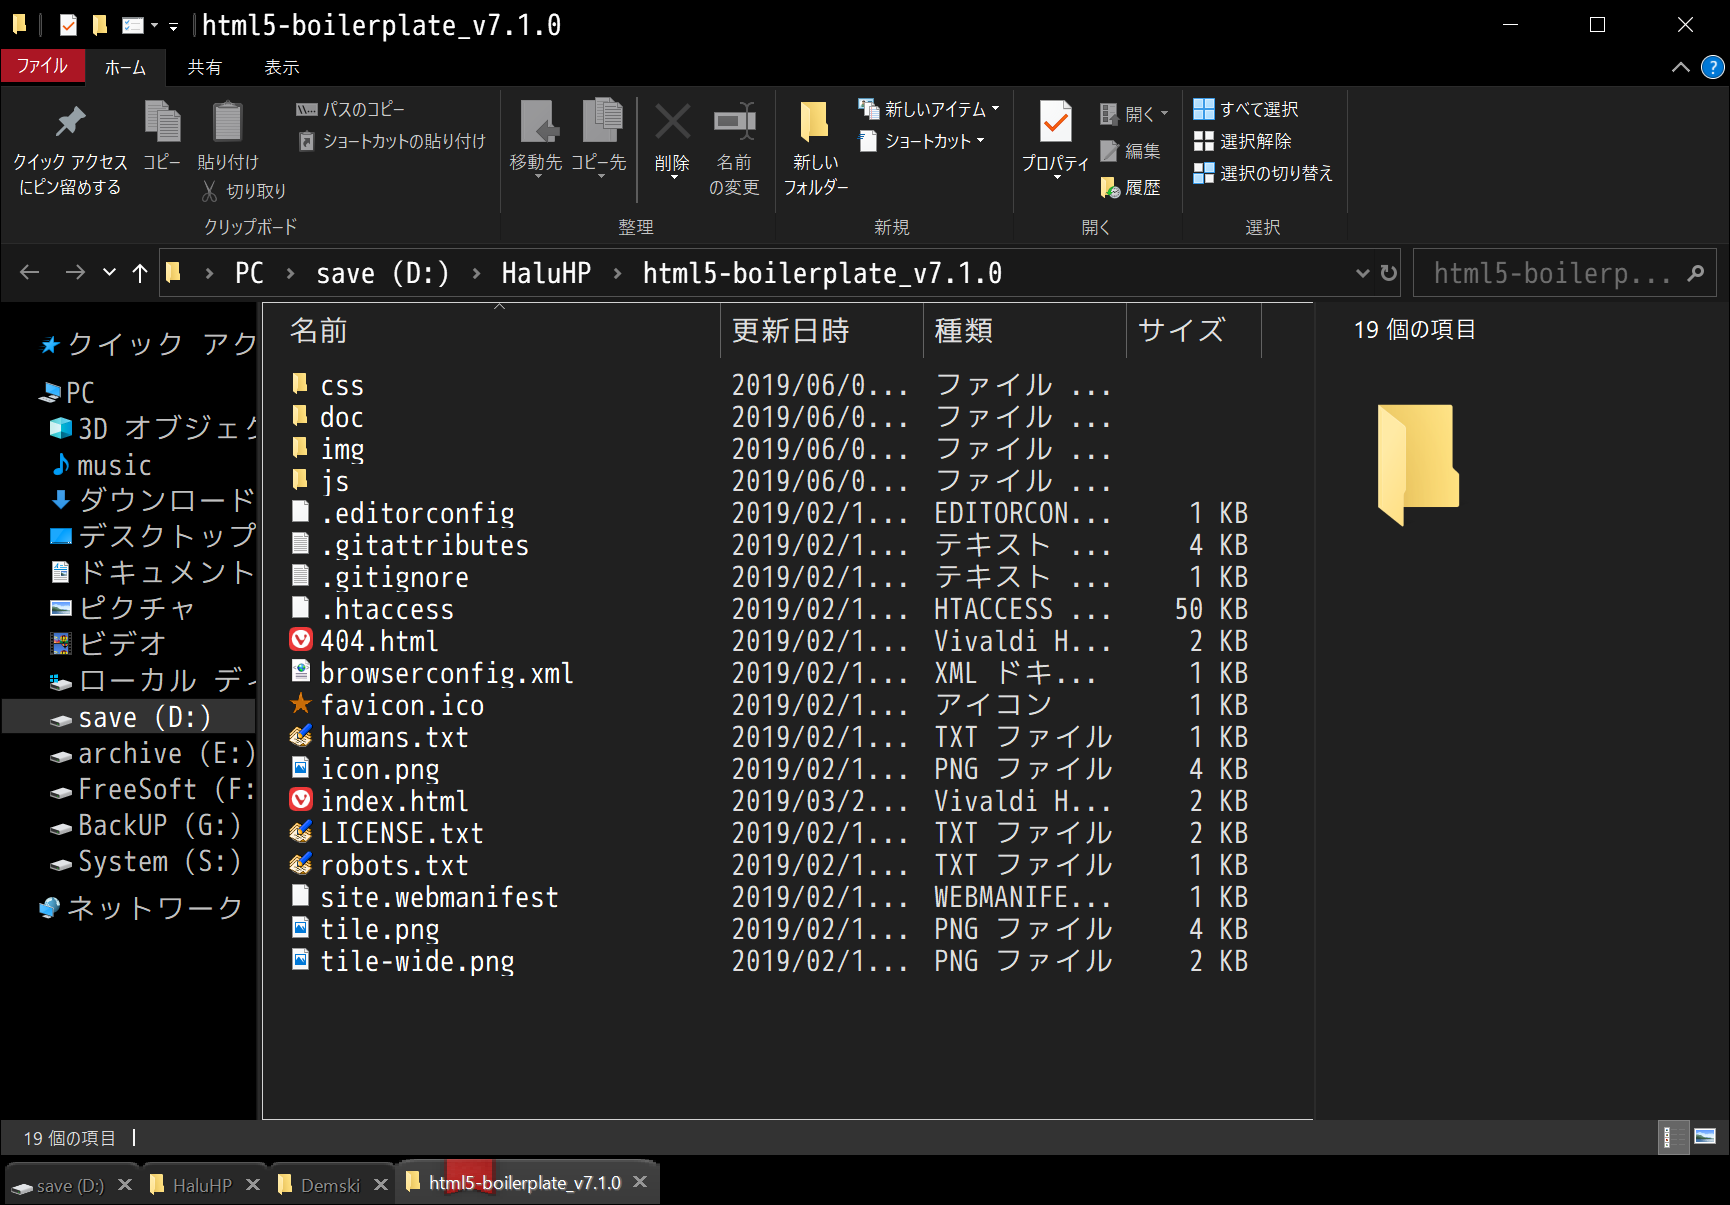 html5-boilerplate_v7.1.0
ファイル ホーム 共有 表示
クイック アクセス
にピン留めする
コピー
貼り付け
切り取り
パスのコピー
ショートカットの貼り付け
クリップボード
移動先
コピー先
削除
名前
の変更
整理
新しい
フォルダー
新しいアイテム
ショートカット
新規
プロパティ
開く
編集
履歴
開く
すべて選択
選択解除
選択の切り替え
選択
PC save (D:) HaluHP html5-boilerplate_v7.1.0
html5-boilerp...
クイック アク
PC
3D オブジェク
music
ダウンロード
デスクトップ
ドキュメント
ピクチャ
ビデオ
ローカル ディ
save (D:)
archive (E:)
FreeSoft (F:
BackUP (G:)
System (S:)
ネットワーク
名前 更新日時 種類 サイズ
css 2019/06/0... ファイル ...
doc 2019/06/0... ファイル ...
img 2019/06/0... ファイル ...
js 2019/06/0... ファイル ...
.editorconfig 2019/02/1... EDITORCON... 1 KB
.gitattributes 2019/02/1... テキスト ... 4 KB
.gitignore 2019/02/1... テキスト ... 1 KB
.htaccess 2019/02/1... HTACCESS ... 50 KB
404.html 2019/02/1... Vivaldi H... 2 KB
browserconfig.xml 2019/02/1... XML ドキ... 1 KB
favicon.ico 2019/02/1... アイコン 1 KB
humans.txt 2019/02/1... TXT ファイル 1 KB
icon.png 2019/02/1... PNG ファイル 4 KB
index.html 2019/03/2... Vivaldi H... 2 KB
LICENSE.txt 2019/02/1... TXT ファイル 2 KB
robots.txt 2019/02/1... TXT ファイル 1 KB
site.webmanifest 2019/02/1... WEBMANIFE... 1 KB
tile.png 2019/02/1... PNG ファイル 4 KB
tile-wide.png 2019/02/1... PNG ファイル 2 KB
19 個の項目
19 個の項目
save (D:) HaluHP Demski html5-boilerplate_v7.1.0